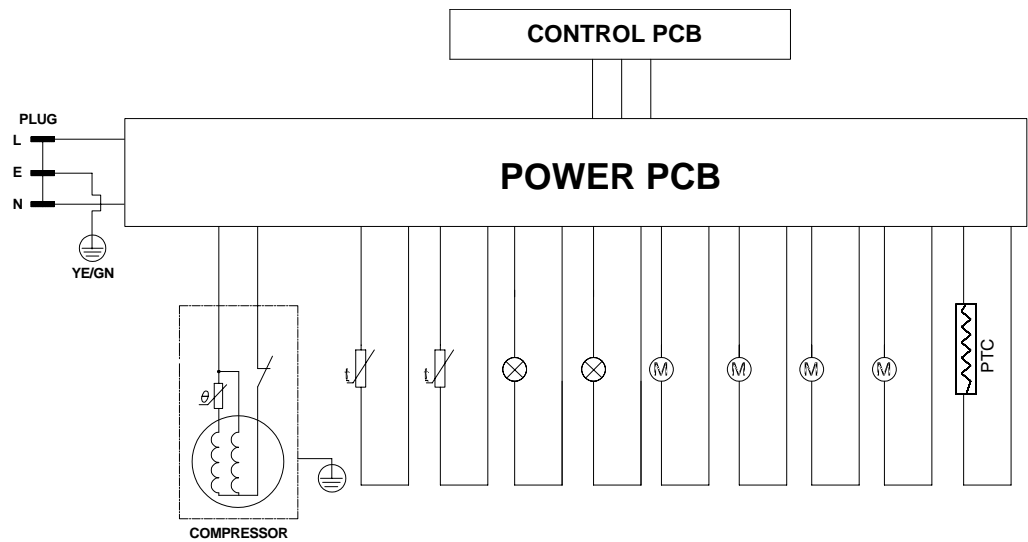 CONTROL PCB
PLUG
L
E
N
POWER PCB
YE/GN
t
t
M
M
M
M
PTC
θ
COMPRESSOR